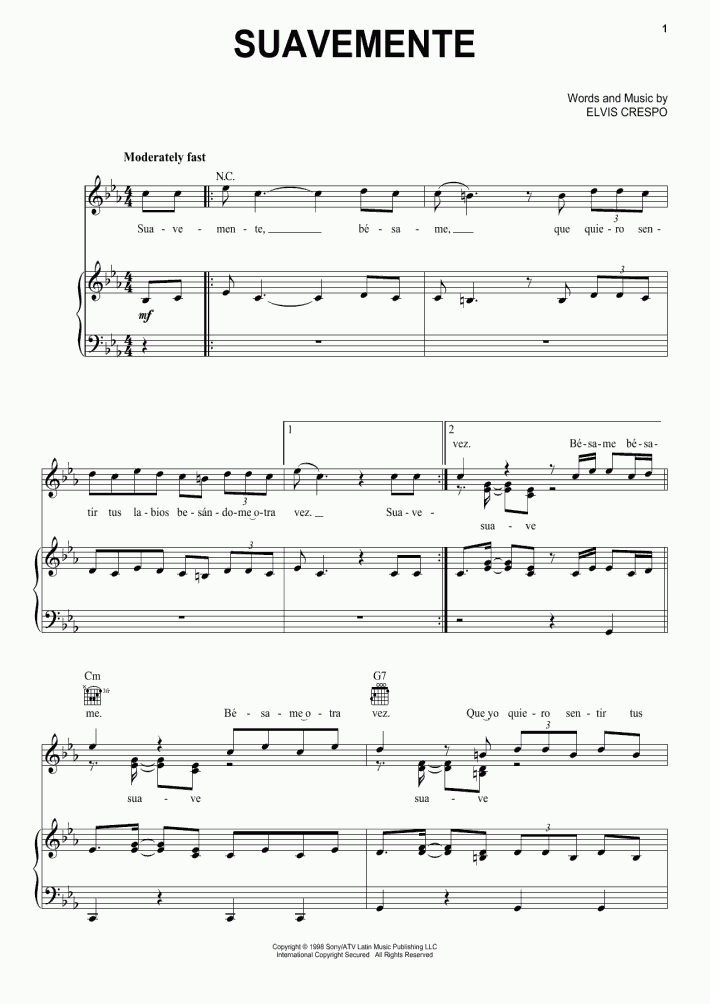 1
SUAVEMENTE
Words and Music by
ELVIS CRESPO
Moderately fast
N.C.
3
Sua - ve - men - te, bé - sa - me, que quie - ro sen -
3
mf
1 2
vez. Bé - sa - me bé - sa -
3
tir tus la - bios be - sán - do - me o - tra vez. Sua - ve -
sua - ve
3
Cm G7
x 3fr ooo
me. Bé - sa - me o - tra vez. Que yo quie - ro sen - tir tus
3
sua - ve sua - ve
3
Copyright © 1998 Sony/ATV Latin Music Publishing LLC
International Copyright Secured All Rights Reserved